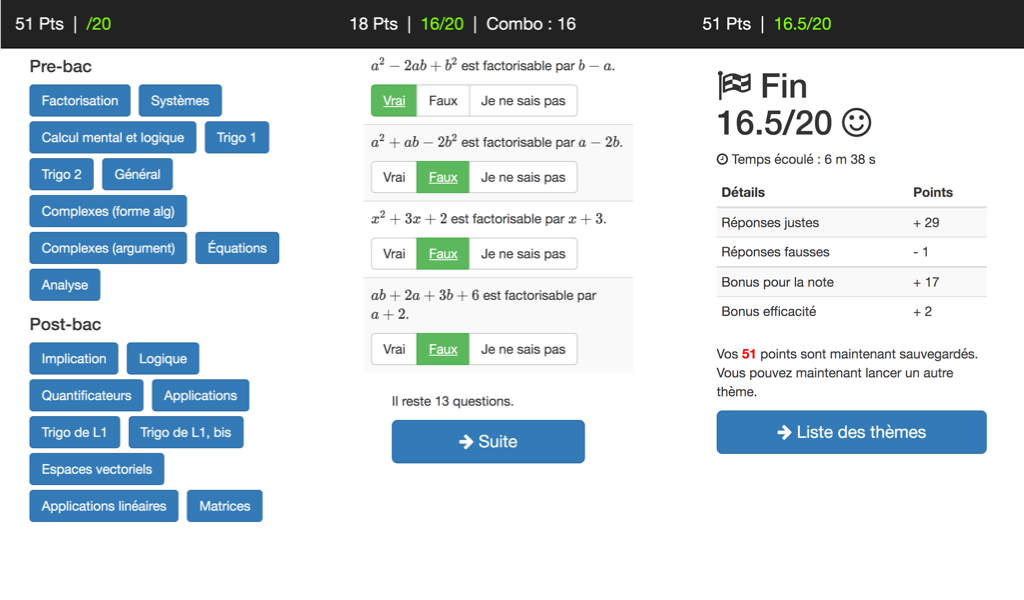 51 Pts | /20
Pre-bac
Factorisation Systèmes
Calcul mental et logique Trigo 1
Trigo 2 Général
Complexes (forme alg)
Complexes (argument) Équations
Analyse
Post-bac
Implication Logique
Quantificateurs Applications
Trigo de L1 Trigo de L1, bis
Espaces vectoriels
Applications linéaires Matrices
18 Pts | 16/20 | Combo : 16
a² − 2ab + b² est factorisable par b − a.
Vrai Faux Je ne sais pas
a² + ab − 2b² est factorisable par a − 2b.
Vrai Faux Je ne sais pas
x² + 3x + 2 est factorisable par x + 3.
Vrai Faux Je ne sais pas
ab + 2a + 3b + 6 est factorisable par
a + 2.
Vrai Faux Je ne sais pas
Il reste 13 questions.
Suite
51 Pts | 16.5/20
Fin
16.5/20
Temps écoulé : 6 m 38 s
Détails Points
Réponses justes + 29
Réponses fausses - 1
Bonus pour la note + 17
Bonus efficacité + 2
Vos 51 points sont maintenant sauvegardés.
Vous pouvez maintenant lancer un autre
thème.
Liste des thèmes